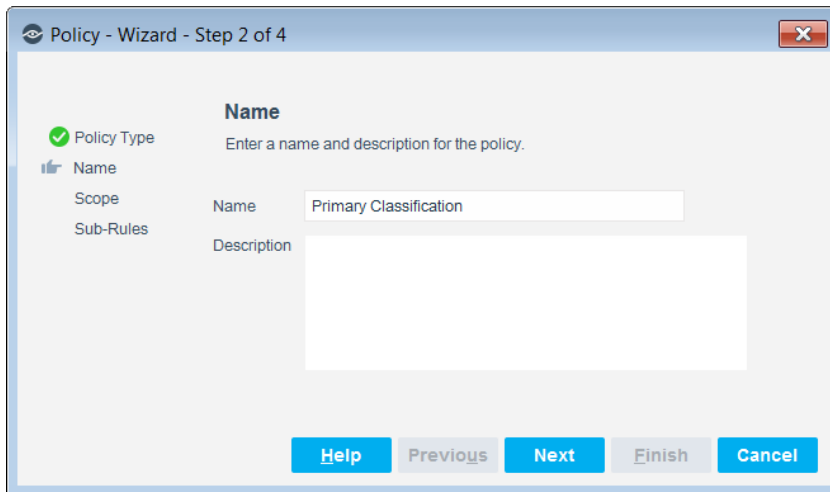 Policy - Wizard - Step 2 of 4
Policy Type
Name
Scope
Sub-Rules
Name
Enter a name and description for the policy.
Name Primary Classification
Description
Help Previous Next Finish Cancel